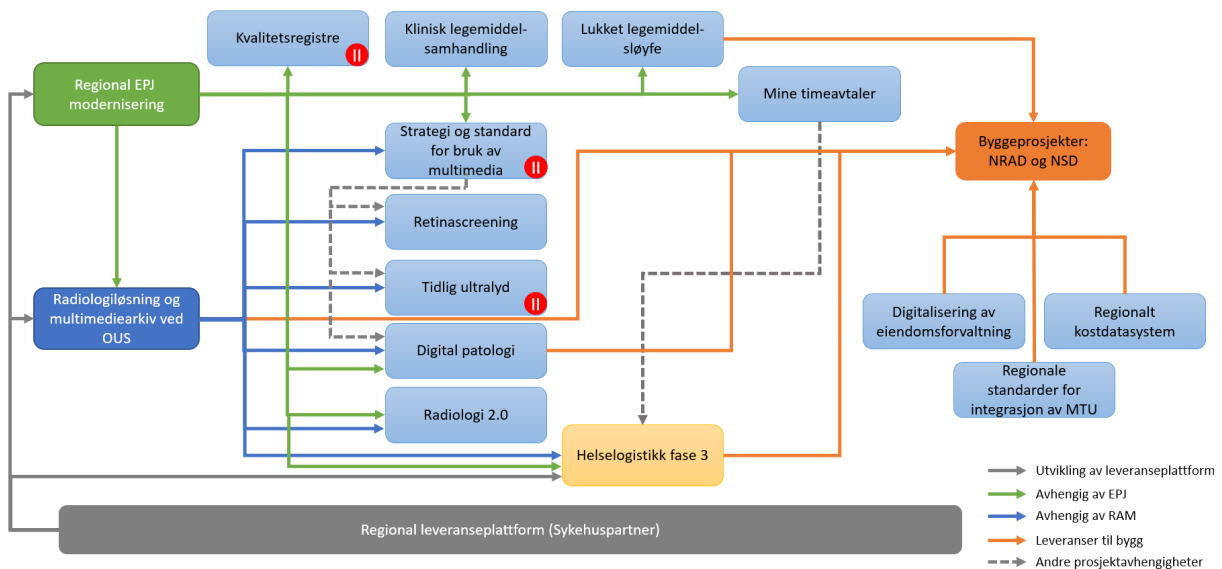 Kvalitetsregistre
Klinisk legemiddel-
samhandling
Lukket legemiddel-
sløyfe
Regional EPJ
modernisering
Mine timeavtaler
Strategi og standard
for bruk av
multimedia
Byggeprosjekter:
NRAD og NSD
Retinascreening
Tidlig ultralyd
Radiologiløsning og
multimediearkiv ved
OUS
Digitalisering av
eiendomsforvaltning
Regionalt
kostdatasystem
Digital patologi
Regionale
standarder for
integrasjon av MTU
Radiologi 2.0
Helselogistikk fase 3
Regional leveranseplattform (Sykehuspartner)
Utvikling av leveranseplattform
Avhengig av EPJ
Avhengig av RAM
Leveranser til bygg
Andre prosjektavhengigheter